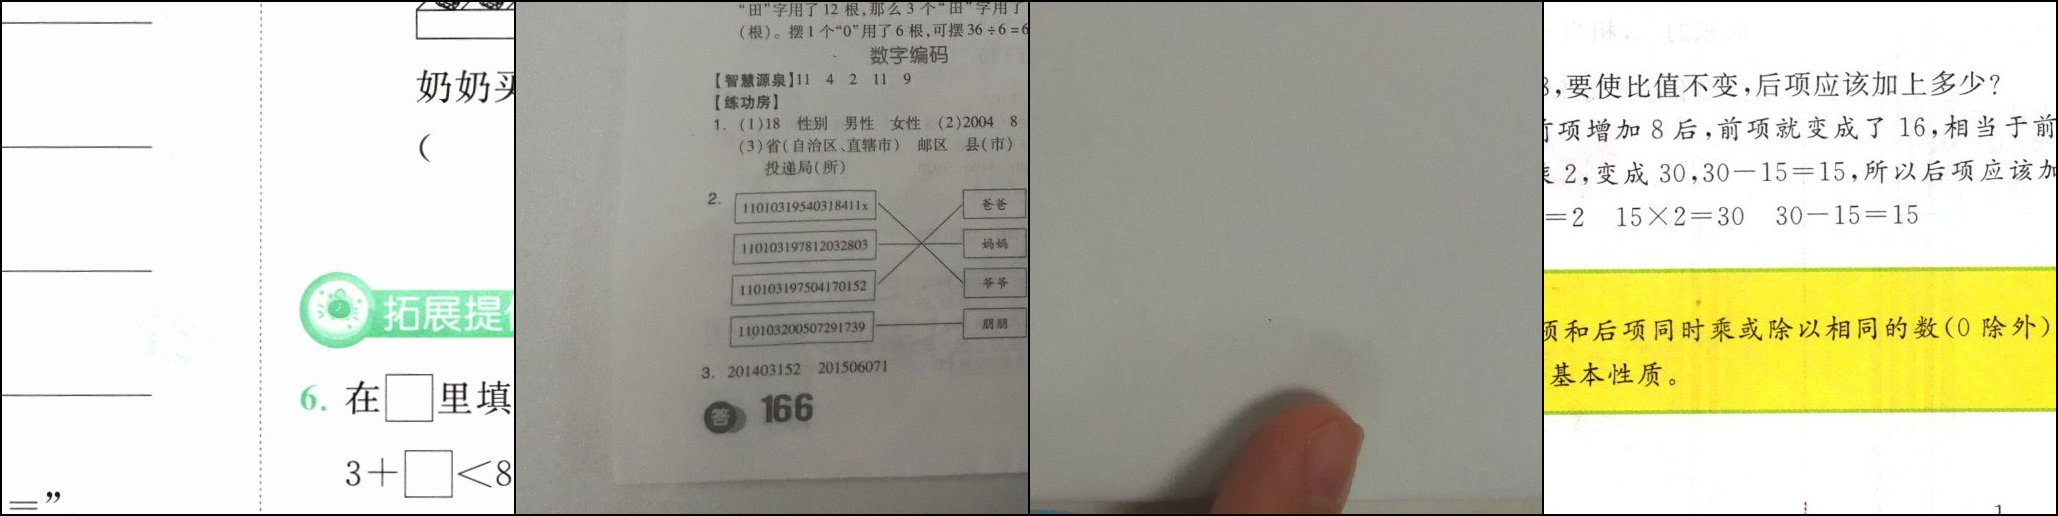 奶奶买
(
拓展提
6. 在□里填
3+□<8
=”
“田”字用了12根,那么3个“田”字用了
(根)。摆1个“0”用了6根,可摆36÷6=6
数字编码
【智慧源泉】11 4 2 11 9
【练功房】
1. (1)18 性别 男性 女性 (2)2004 8
(3)省(自治区、直辖市) 邮区 县(市)
投递局(所)
2. 11010319540318411x 爸爸
110103197812032803 妈妈
110103197504170152 爷爷
110103200507291739 朋朋
3. 201403152 201506071
答 166
,要使比值不变,后项应该加上多少?
项增加8后,前项就变成了16,相当于前
2,变成30,30-15=15,所以后项应该加
=2 15×2=30 30-15=15
项和后项同时乘或除以相同的数(0除外)
基本性质。
1